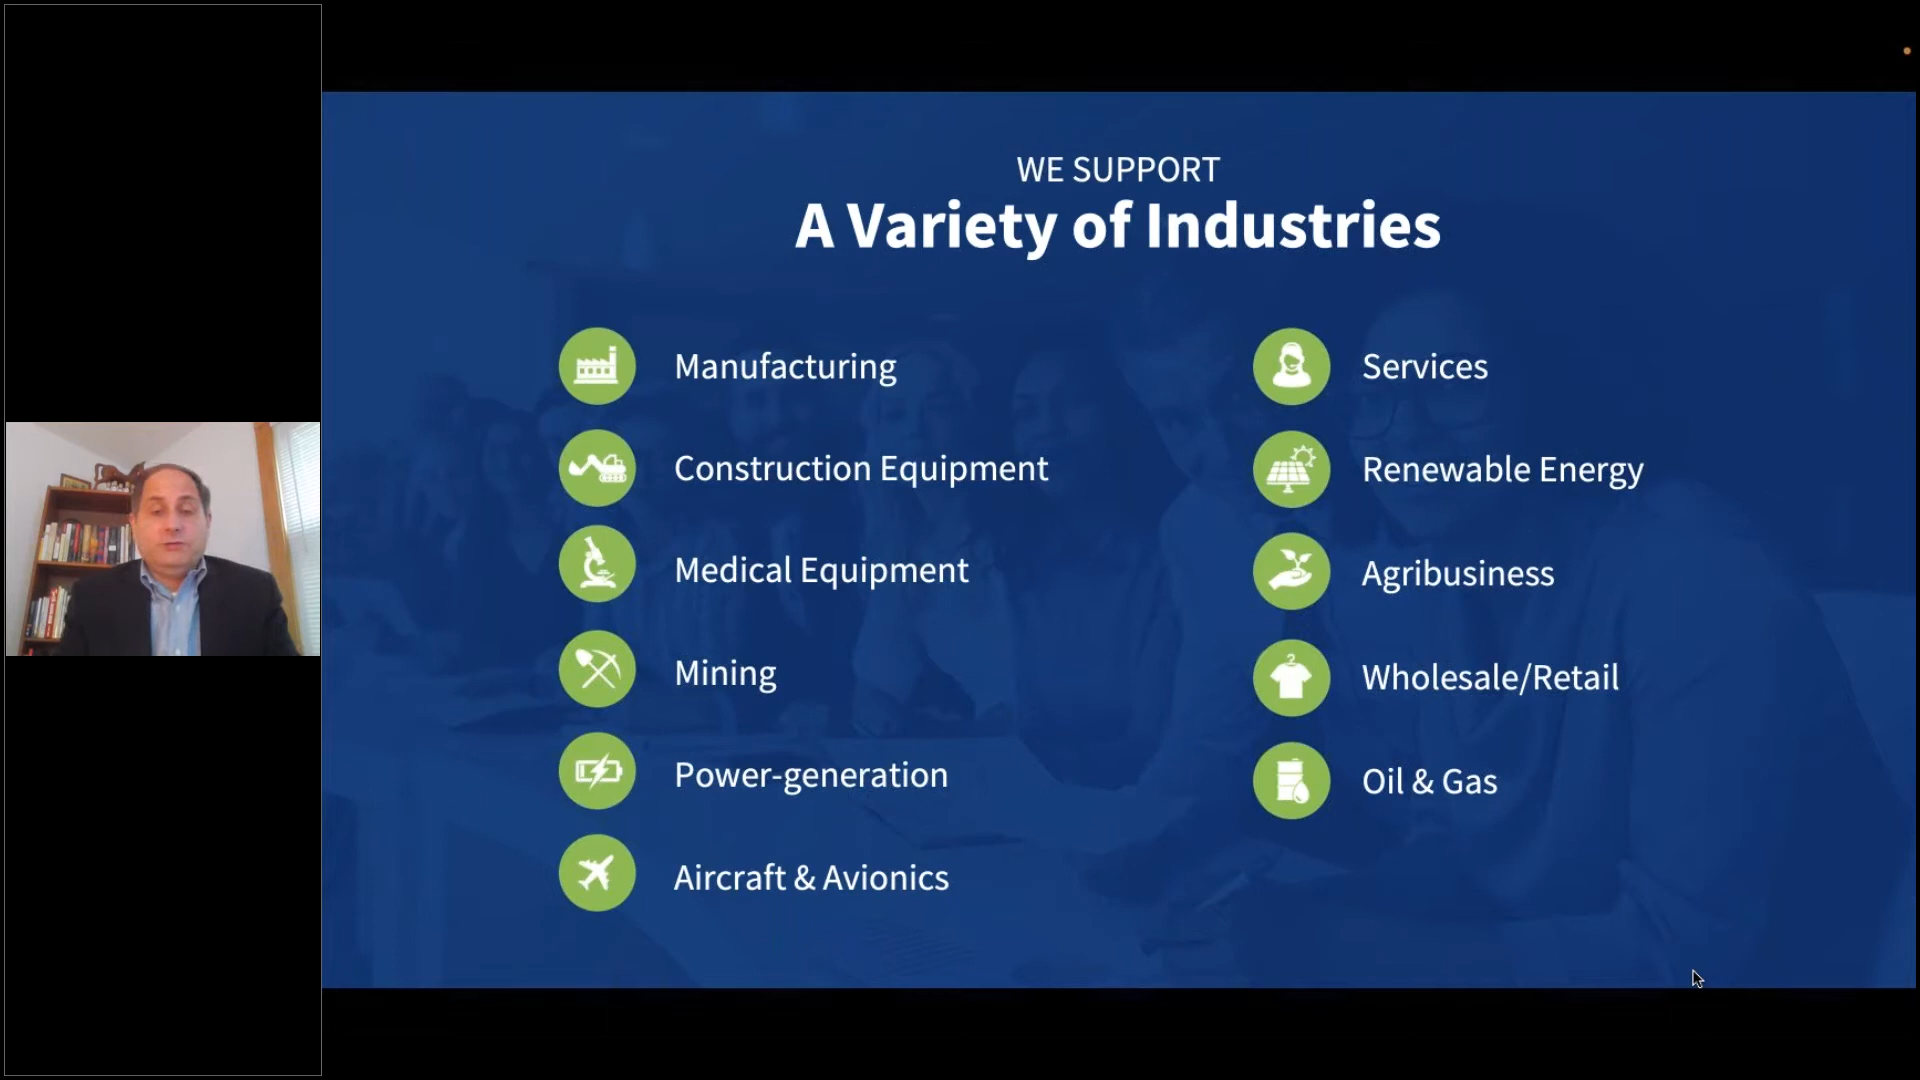 WE SUPPORT
A Variety of Industries
Manufacturing
Construction Equipment
Medical Equipment
Mining
Power-generation
Aircraft & Avionics
Services
Renewable Energy
Agribusiness
Wholesale/Retail
Oil & Gas